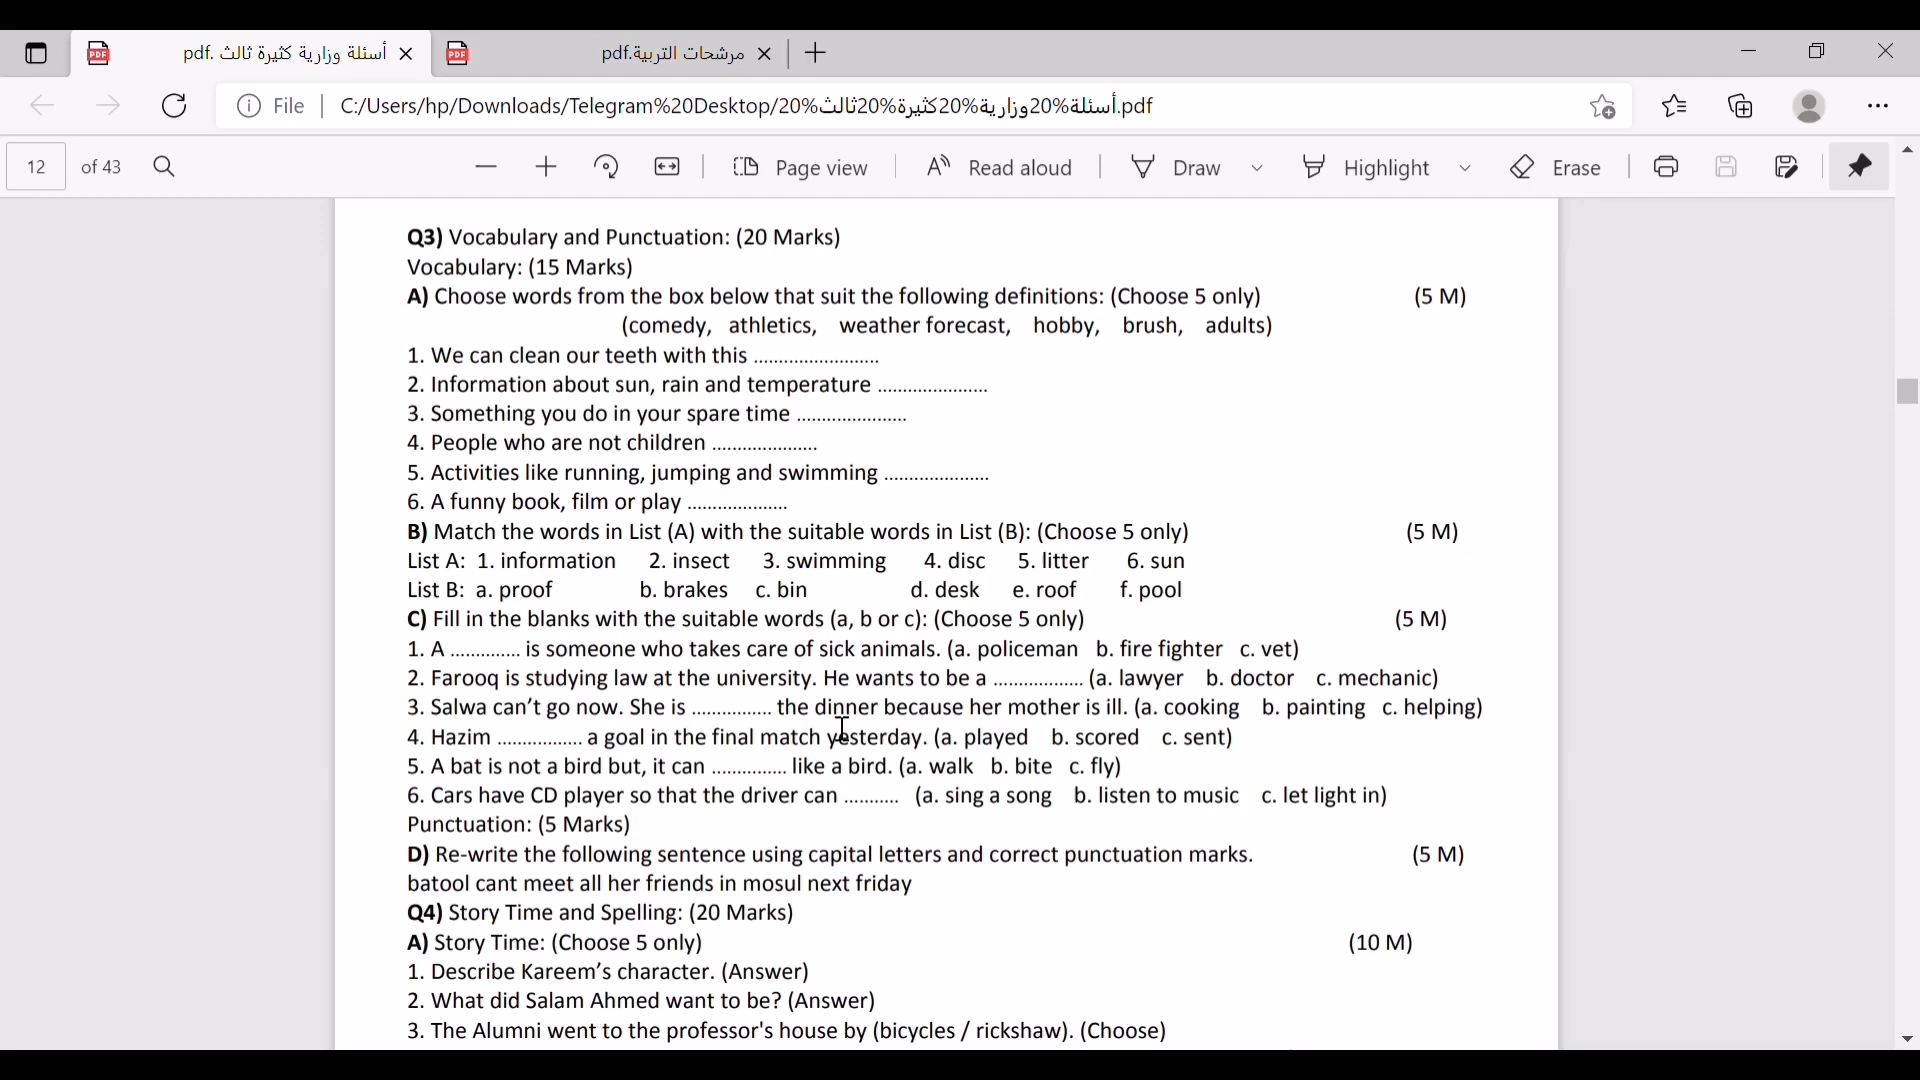 أسئلة وزارية كثيرة ثالث .pdf
مرشحات التربية.pdf
File
C:/Users/hp/Downloads/Telegram%20Desktop/أسئلة%20وزارية%20كثيرة%20ثالث%20.pdf
12 of 43
Page view
Read aloud
Draw
Highlight
Erase
Q3) Vocabulary and Punctuation: (20 Marks)
Vocabulary: (15 Marks)
A) Choose words from the box below that suit the following definitions: (Choose 5 only) (5 M)
(comedy, athletics, weather forecast, hobby, brush, adults)
1. We can clean our teeth with this ..........................
2. Information about sun, rain and temperature ......................
3. Something you do in your spare time ......................
4. People who are not children .....................
5. Activities like running, jumping and swimming .....................
6. A funny book, film or play ....................
B) Match the words in List (A) with the suitable words in List (B): (Choose 5 only) (5 M)
List A: 1. information 2. insect 3. swimming 4. disc 5. litter 6. sun
List B: a. proof b. brakes c. bin d. desk e. roof f. pool
C) Fill in the blanks with the suitable words (a, b or c): (Choose 5 only) (5 M)
1. A .............. is someone who takes care of sick animals. (a. policeman b. fire fighter c. vet)
2. Farooq is studying law at the university. He wants to be a .................. (a. lawyer b. doctor c. mechanic)
3. Salwa can’t go now. She is ................ the dinner because her mother is ill. (a. cooking b. painting c. helping)
4. Hazim ................. a goal in the final match yesterday. (a. played b. scored c. sent)
5. A bat is not a bird but, it can ............... like a bird. (a. walk b. bite c. fly)
6. Cars have CD player so that the driver can ........... (a. sing a song b. listen to music c. let light in)
Punctuation: (5 Marks)
D) Re-write the following sentence using capital letters and correct punctuation marks. (5 M)
batool cant meet all her friends in mosul next friday
Q4) Story Time and Spelling: (20 Marks)
A) Story Time: (Choose 5 only) (10 M)
1. Describe Kareem’s character. (Answer)
2. What did Salam Ahmed want to be? (Answer)
3. The Alumni went to the professor's house by (bicycles / rickshaw). (Choose)